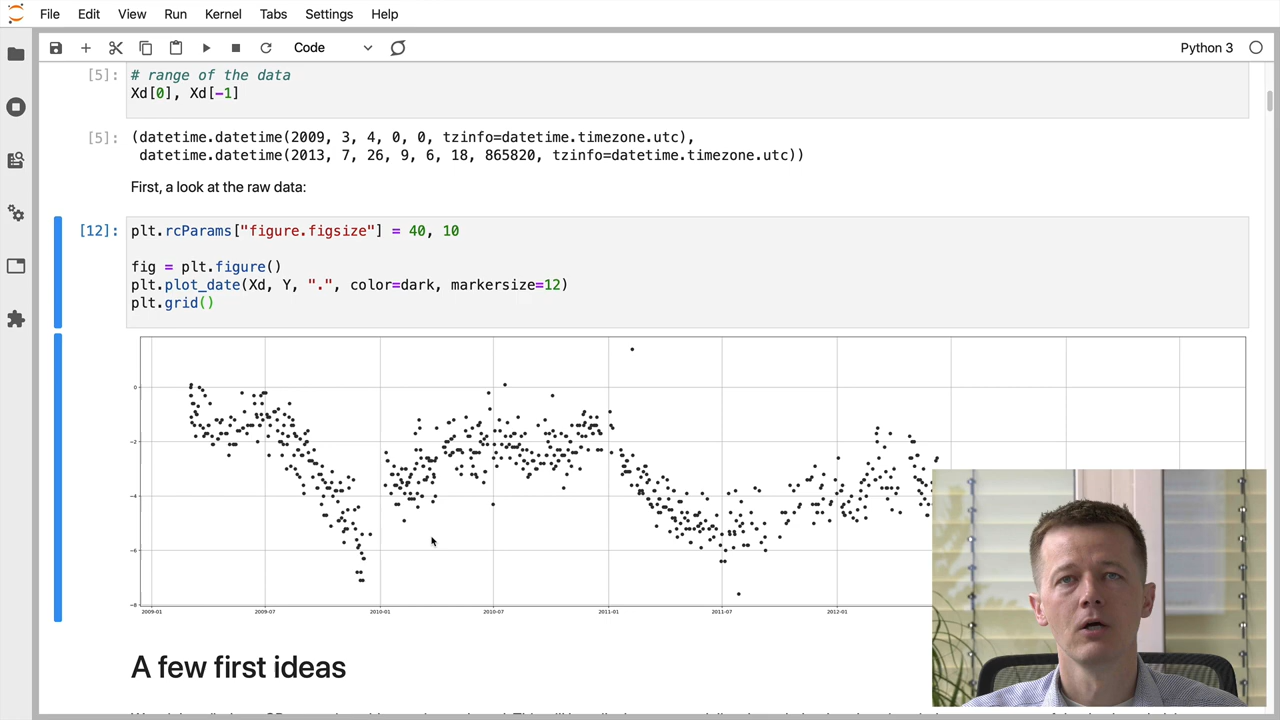 File Edit View Run Kernel Tabs Settings Help
Code Python 3
[5]: # range of the data
Xd[0], Xd[-1]
[5]: (datetime.datetime(2009, 3, 4, 0, 0, tzinfo=datetime.timezone.utc),
datetime.datetime(2013, 7, 26, 9, 6, 18, 865820, tzinfo=datetime.timezone.utc))
First, a look at the raw data:
[12]: plt.rcParams["figure.figsize"] = 40, 10
fig = plt.figure()
plt.plot_date(Xd, Y, ".", color=dark, markersize=12)
plt.grid()
0
−2
−4
−6
−8
2009-01 2009-07 2010-01 2010-07 2011-01 2011-07 2012-01
A few first ideas